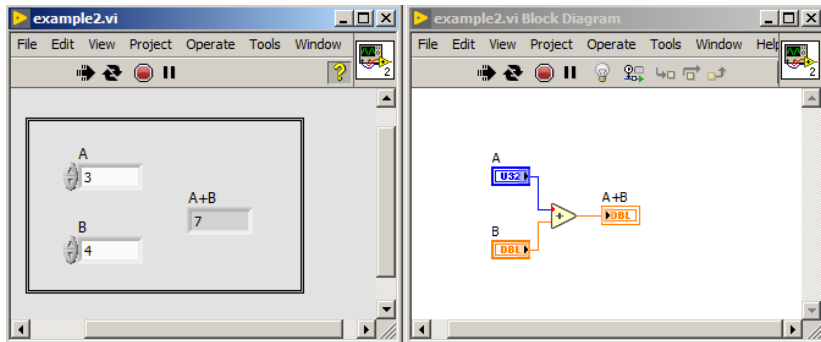 example2.vi
File Edit View Project Operate Tools Window
2
A
3
A+B
7
B
4
example2.vi Block Diagram
File Edit View Project Operate Tools Window Help
2
A
U32
A+B
DBL
B
DBL